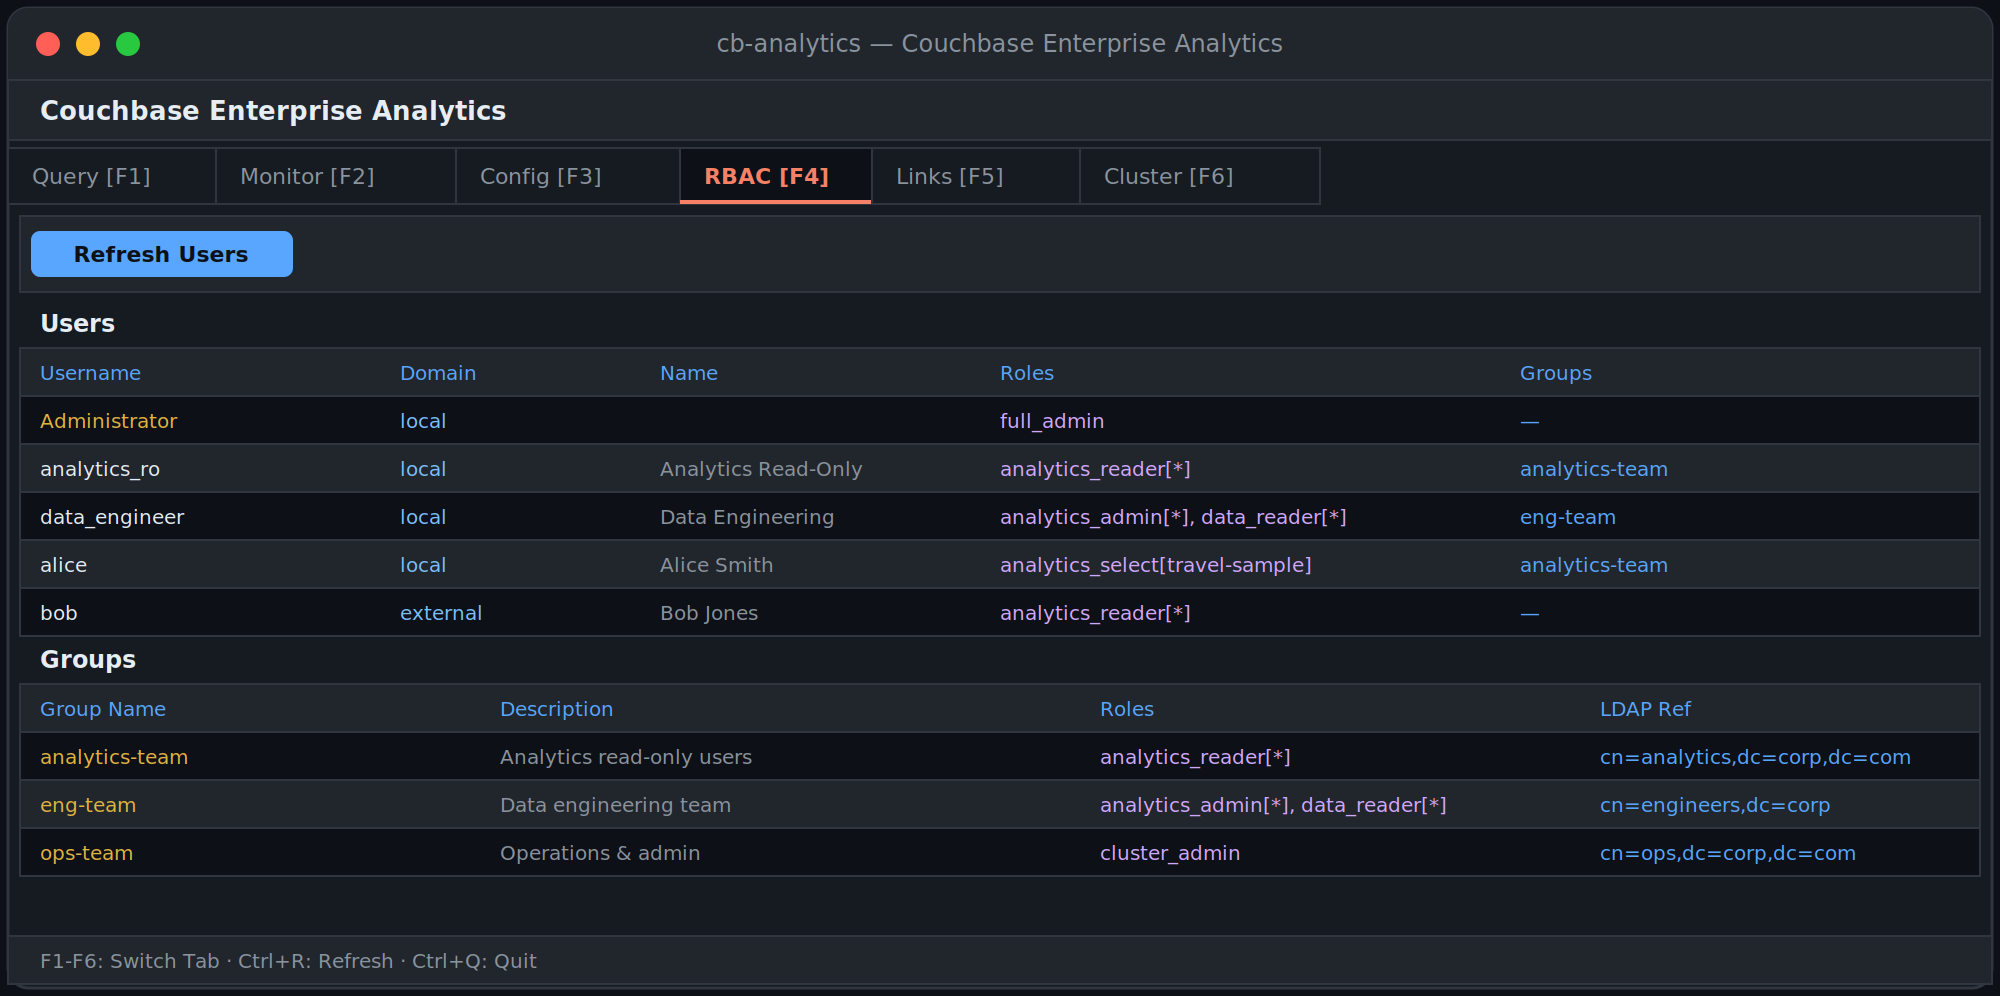 cb-analytics — Couchbase Enterprise Analytics
Couchbase Enterprise Analytics
Query [F1] Monitor [F2] Config [F3] RBAC [F4] Links [F5] Cluster [F6]
Refresh Users
Users
Username Domain Name Roles Groups
Administrator local full_admin —
analytics_ro local Analytics Read-Only analytics_reader[*] analytics-team
data_engineer local Data Engineering analytics_admin[*], data_reader[*] eng-team
alice local Alice Smith analytics_select[travel-sample] analytics-team
bob external Bob Jones analytics_reader[*] —
Groups
Group Name Description Roles LDAP Ref
analytics-team Analytics read-only users analytics_reader[*] cn=analytics,dc=corp,dc=com
eng-team Data engineering team analytics_admin[*], data_reader[*] cn=engineers,dc=corp
ops-team Operations & admin cluster_admin cn=ops,dc=corp,dc=com
F1-F6: Switch Tab · Ctrl+R: Refresh · Ctrl+Q: Quit